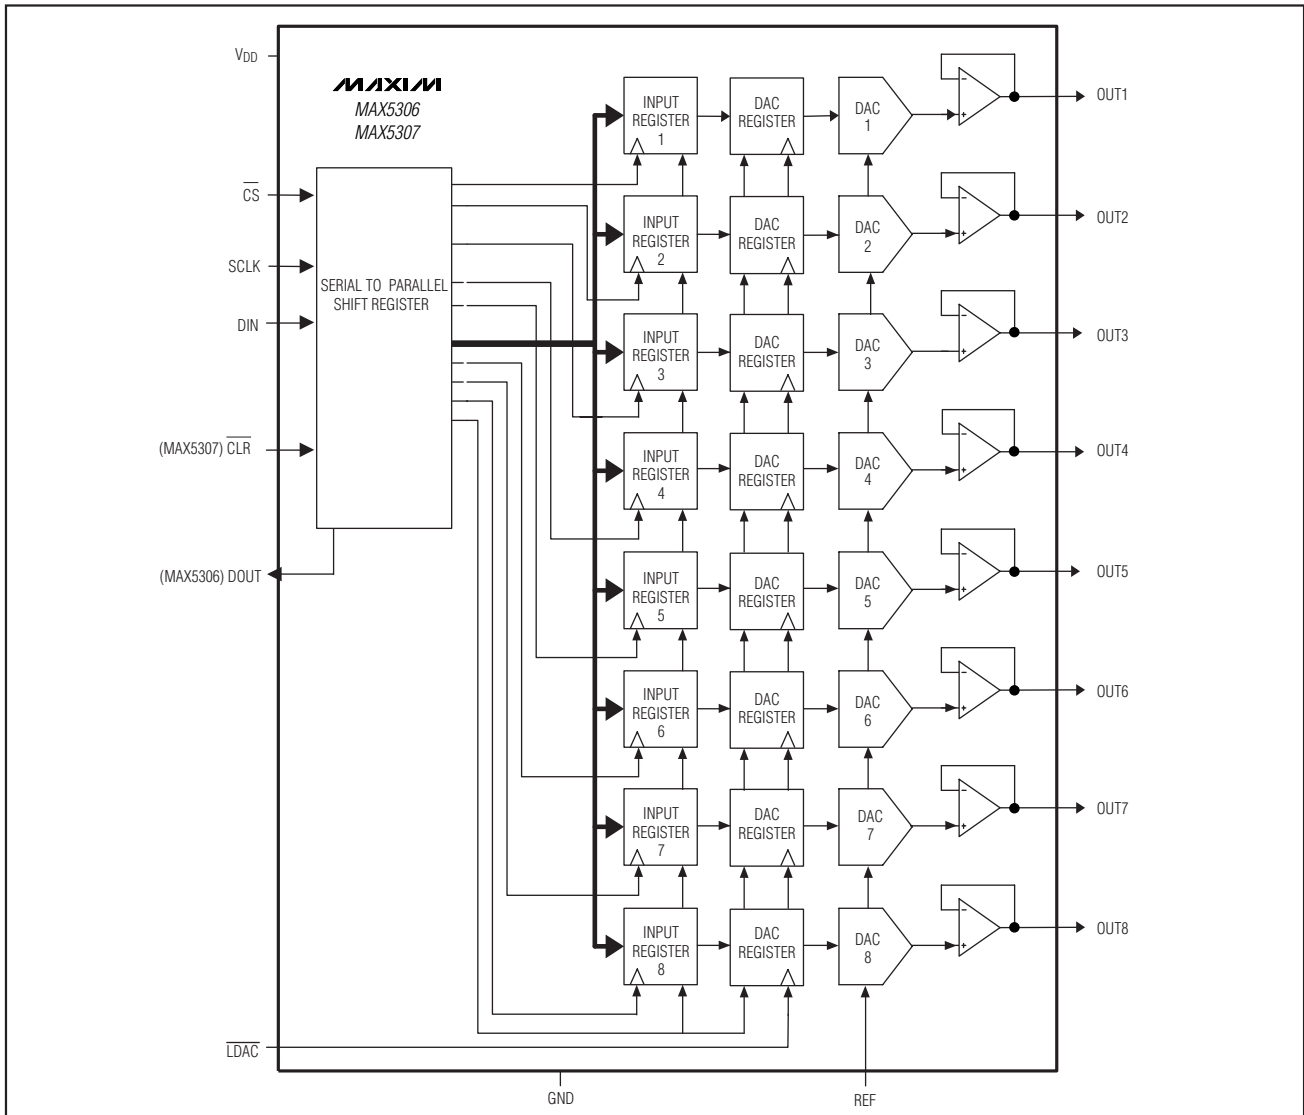 VDD
MAXIM
MAX5306
MAX5307
SERIAL TO PARALLEL
SHIFT REGISTER
CS
SCLK
DIN
(MAX5307) CLR
(MAX5306) DOUT
LDAC
GND
REF
INPUT
REGISTER
1
DAC
REGISTER
DAC
1
-
+
OUT1
INPUT
REGISTER
2
DAC
REGISTER
DAC
2
-
+
OUT2
INPUT
REGISTER
3
DAC
REGISTER
DAC
3
-
+
OUT3
INPUT
REGISTER
4
DAC
REGISTER
DAC
4
-
+
OUT4
INPUT
REGISTER
5
DAC
REGISTER
DAC
5
-
+
OUT5
INPUT
REGISTER
6
DAC
REGISTER
DAC
6
-
+
OUT6
INPUT
REGISTER
7
DAC
REGISTER
DAC
7
-
+
OUT7
INPUT
REGISTER
8
DAC
REGISTER
DAC
8
-
+
OUT8